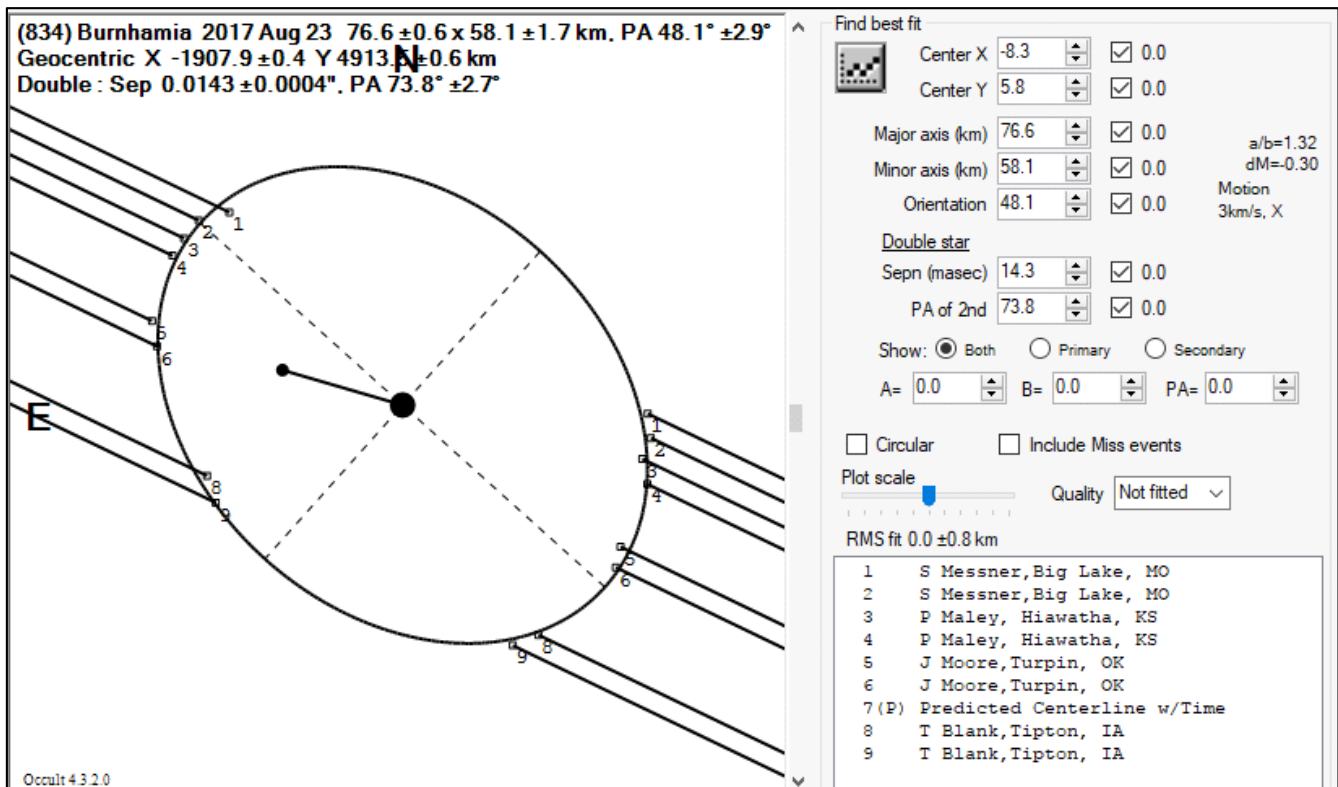 (834) Burnhamia 2017 Aug 23 76.6 ±0.6 x 58.1 ±1.7 km, PA 48.1° ±2.9°
Geocentric X -1907.9 ±0.4 Y 4913. ±0.6 km
N
Double : Sep 0.0143 ±0.0004", PA 73.8° ±2.7°
1
2
3
4
5
6
E
8
9
1
2
3
4
5
6
8
9
Occult 4.3.2.0
Find best fit
Center X -8.3 0.0
Center Y 5.8 0.0
Major axis (km) 76.6 0.0
Minor axis (km) 58.1 0.0
Orientation 48.1 0.0
a/b=1.32
dM=-0.30
Motion
3km/s, X
Double star
Sepn (masec) 14.3 0.0
PA of 2nd 73.8 0.0
Show: Both Primary Secondary
A= 0.0 B= 0.0 PA= 0.0
Circular Include Miss events
Plot scale
Quality Not fitted
RMS fit 0.0 ±0.8 km
1 S Messner,Big Lake, MO
2 S Messner,Big Lake, MO
3 P Maley, Hiawatha, KS
4 P Maley, Hiawatha, KS
5 J Moore,Turpin, OK
6 J Moore,Turpin, OK
7(P) Predicted Centerline w/Time
8 T Blank,Tipton, IA
9 T Blank,Tipton, IA